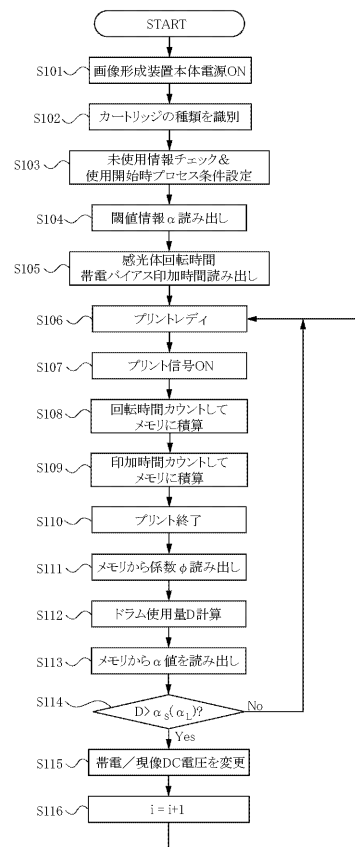 START
S101 画像形成装置本体電源ON
S102 カートリッジの種類を識別
S103 未使用情報チェック&
使用開始時プロセス条件設定
S104 閾値情報α読み出し
S105 感光体回転時間
帯電バイアス印加時間読み出し
S106 プリントレディ
S107 プリント信号ON
S108 回転時間カウントして
メモリに積算
S109 印加時間カウントして
メモリに積算
S110 プリント終了
S111 メモリから係数φ読み出し
S112 ドラム使用量D計算
S113 メモリからα値を読み出し
S114 D>αS(αL)? No
Yes
S115 帯電/現像DC電圧を変更
S116 i=i+1